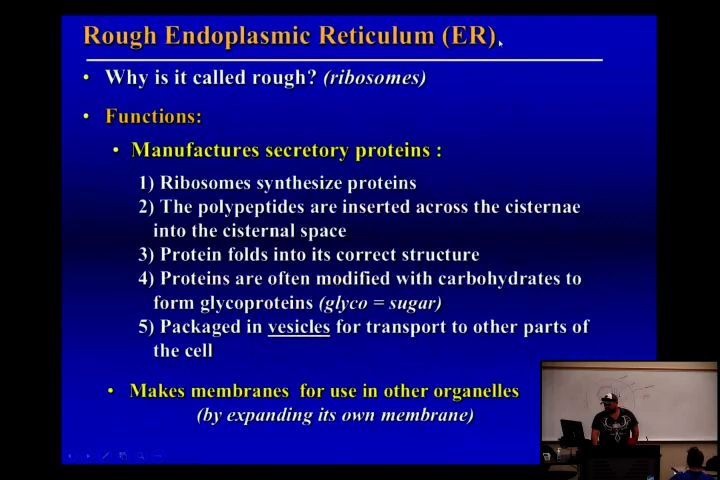 Rough Endoplasmic Reticulum (ER)
• Why is it called rough? (ribosomes)
• Functions:
• Manufactures secretory proteins :
1) Ribosomes synthesize proteins
2) The polypeptides are inserted across the cisternae
into the cisternal space
3) Protein folds into its correct structure
4) Proteins are often modified with carbohydrates to
form glycoproteins (glyco = sugar)
5) Packaged in vesicles for transport to other parts of
the cell
• Makes membranes for use in other organelles
(by expanding its own membrane)